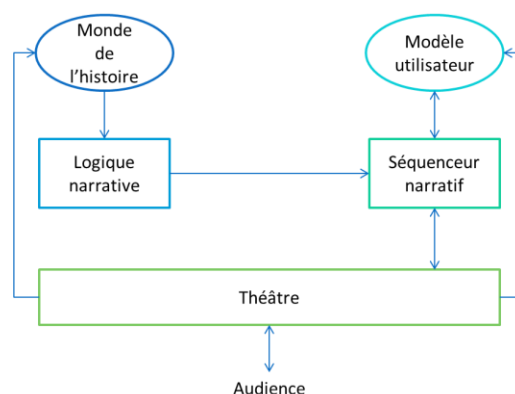 Monde
de
l’histoire
Modèle
utilisateur
Logique
narrative
Séquenceur
narratif
Théâtre
Audience